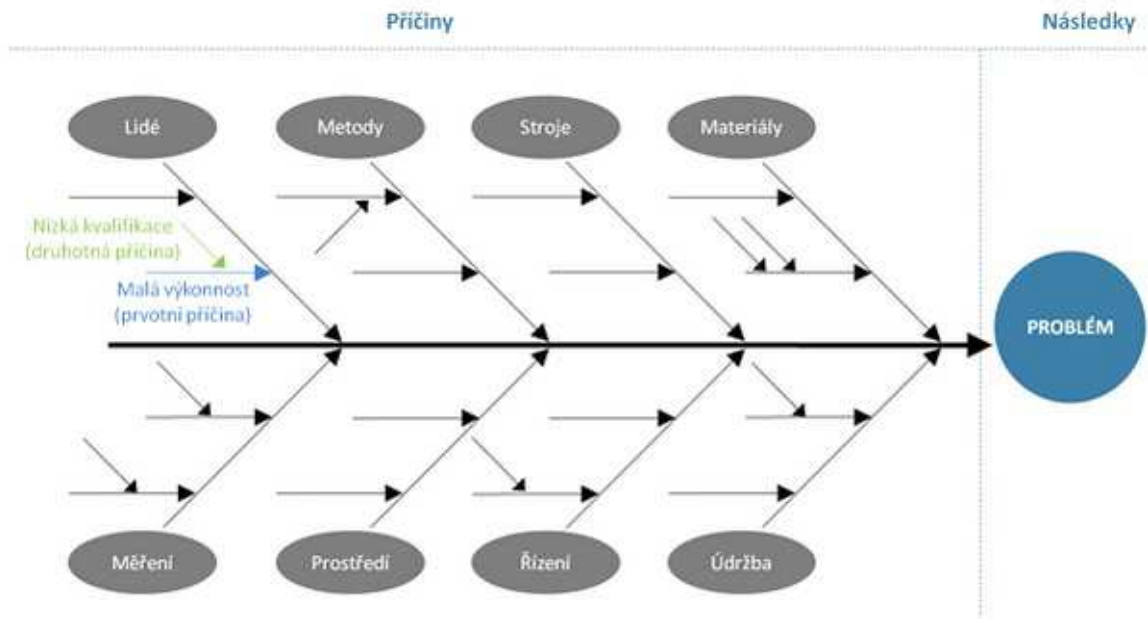 Příčiny
Následky
Lidé
Metody
Stroje
Materiály
Nízká kvalifikace
(druhotná příčina)
Malá výkonnost
(prvotní příčina)
PROBLÉM
Měření
Prostředí
Řízení
Údržba